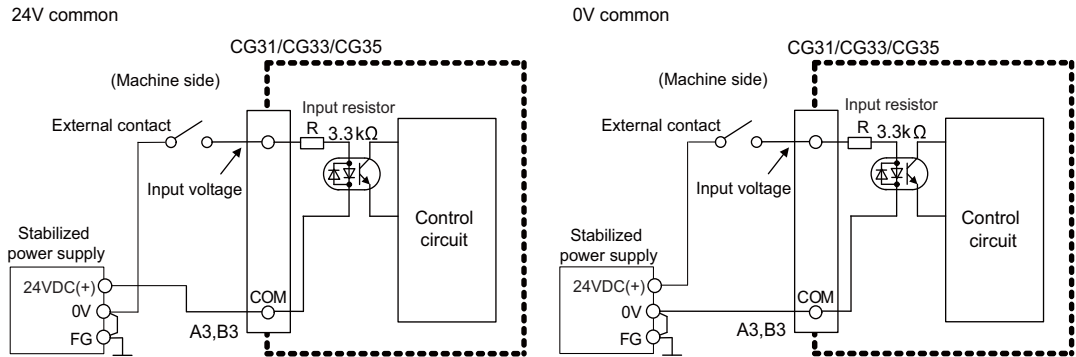 24V common
CG31/CG33/CG35
(Machine side)
Input resistor
External contact
R
3.3kΩ
Input voltage
Control
circuit
Stabilized
power supply
24VDC(+)
0V
FG
COM
A3,B3
0V common
CG31/CG33/CG35
(Machine side)
Input resistor
External contact
R
3.3kΩ
Input voltage
Control
circuit
Stabilized
power supply
24VDC(+)
0V
FG
COM
A3,B3